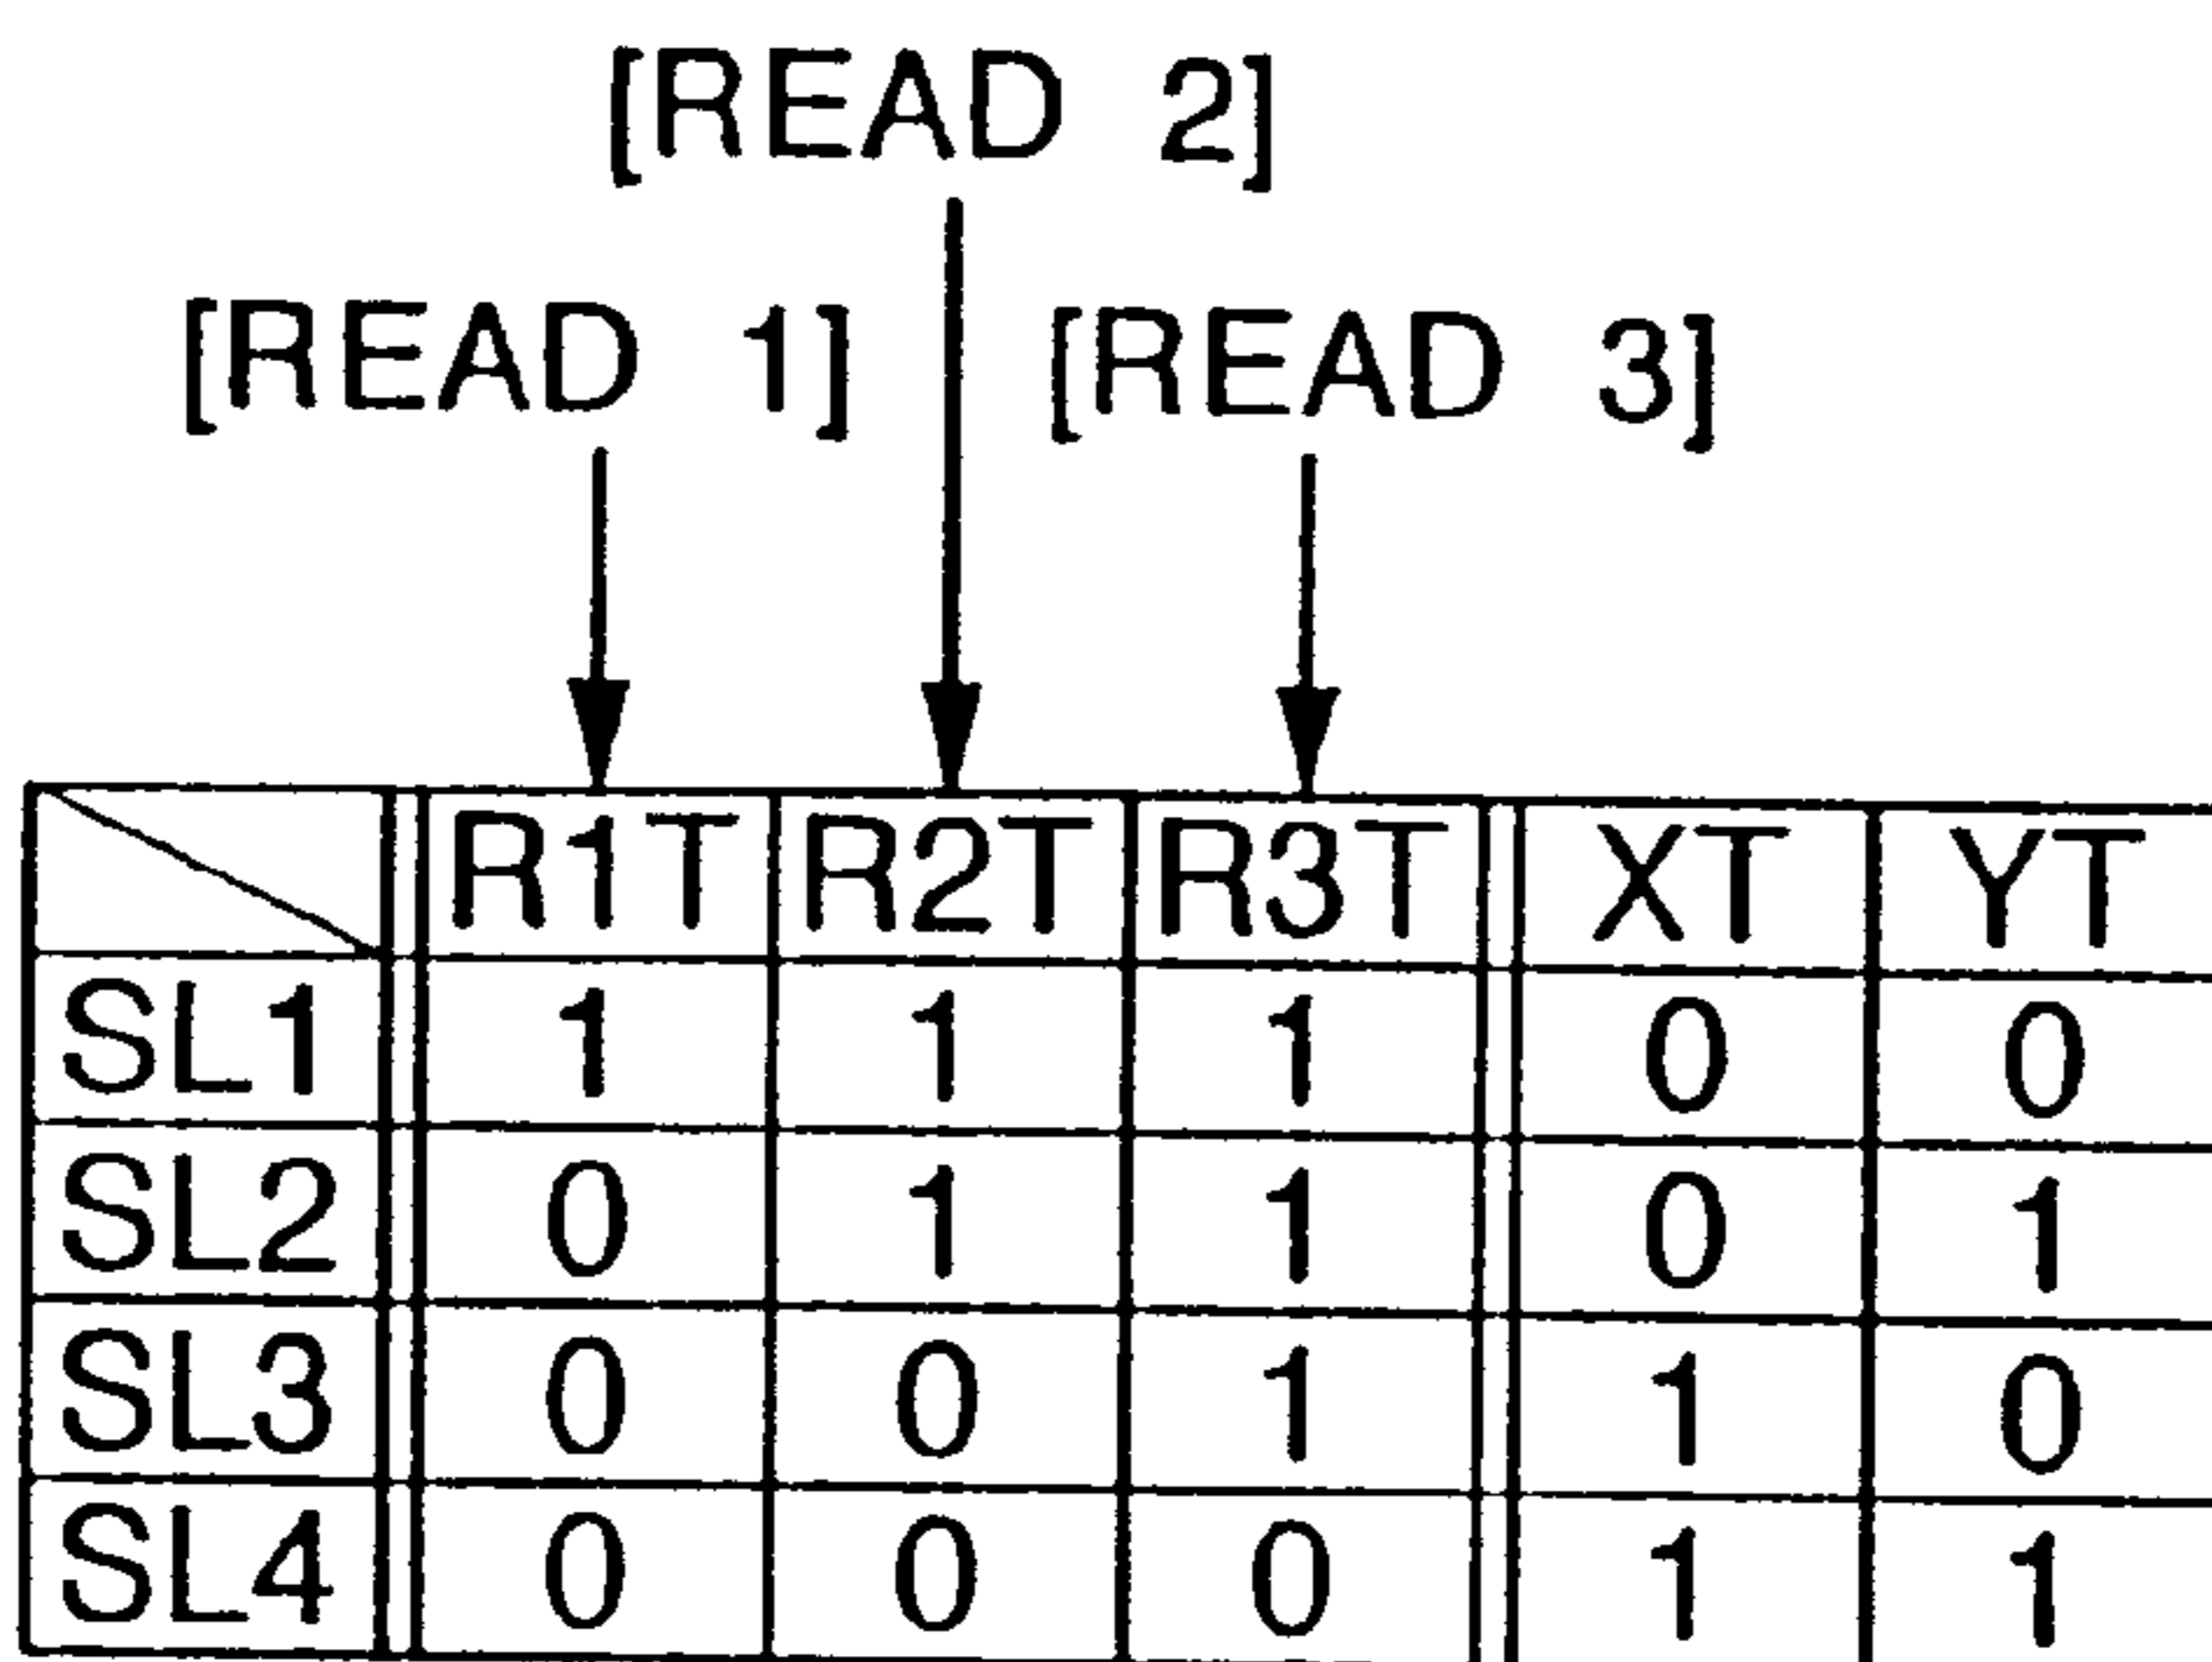 [READ 2]
[READ 1] [READ 3]
R1T R2T R3T XT YT
SL1 1 1 1 0 0
SL2 0 1 1 0 1
SL3 0 0 1 1 0
SL4 0 0 0 1 1